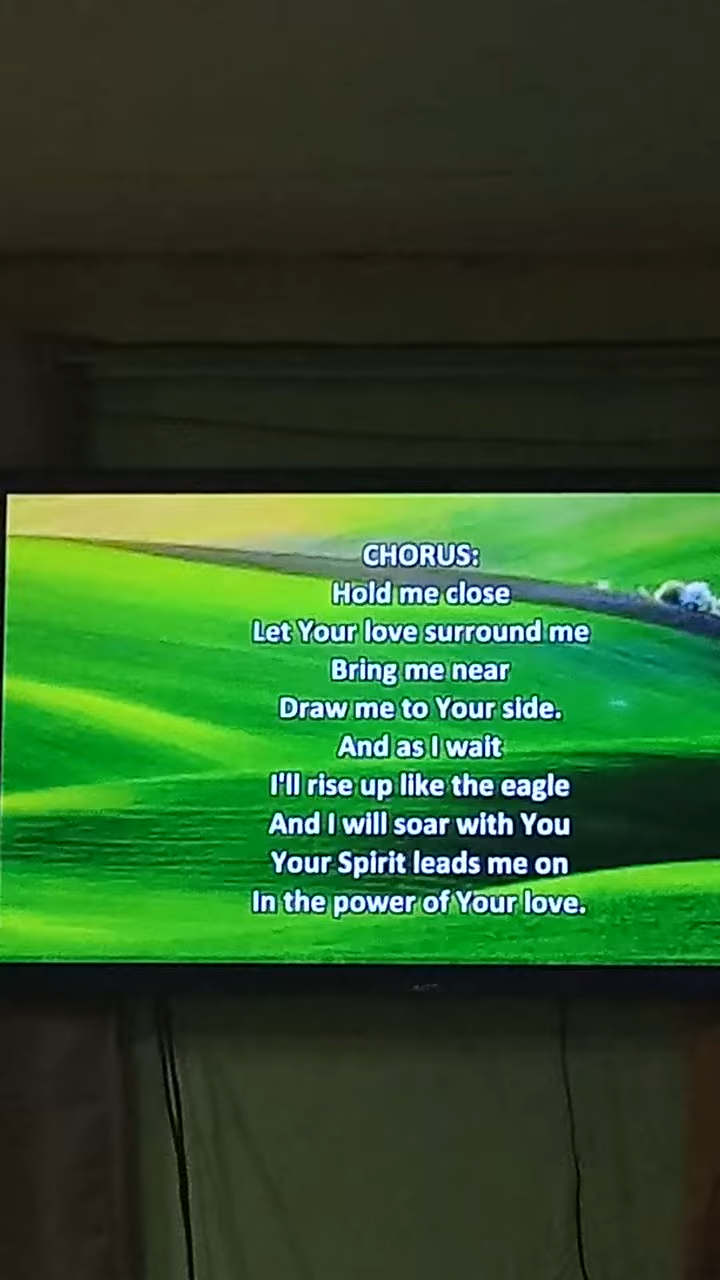 CHORUS:
Hold me close
Let Your love surround me
Bring me near
Draw me to Your side.
And as I wait
I'll rise up like the eagle
And I will soar with You
Your Spirit leads me on
In the power of Your love.